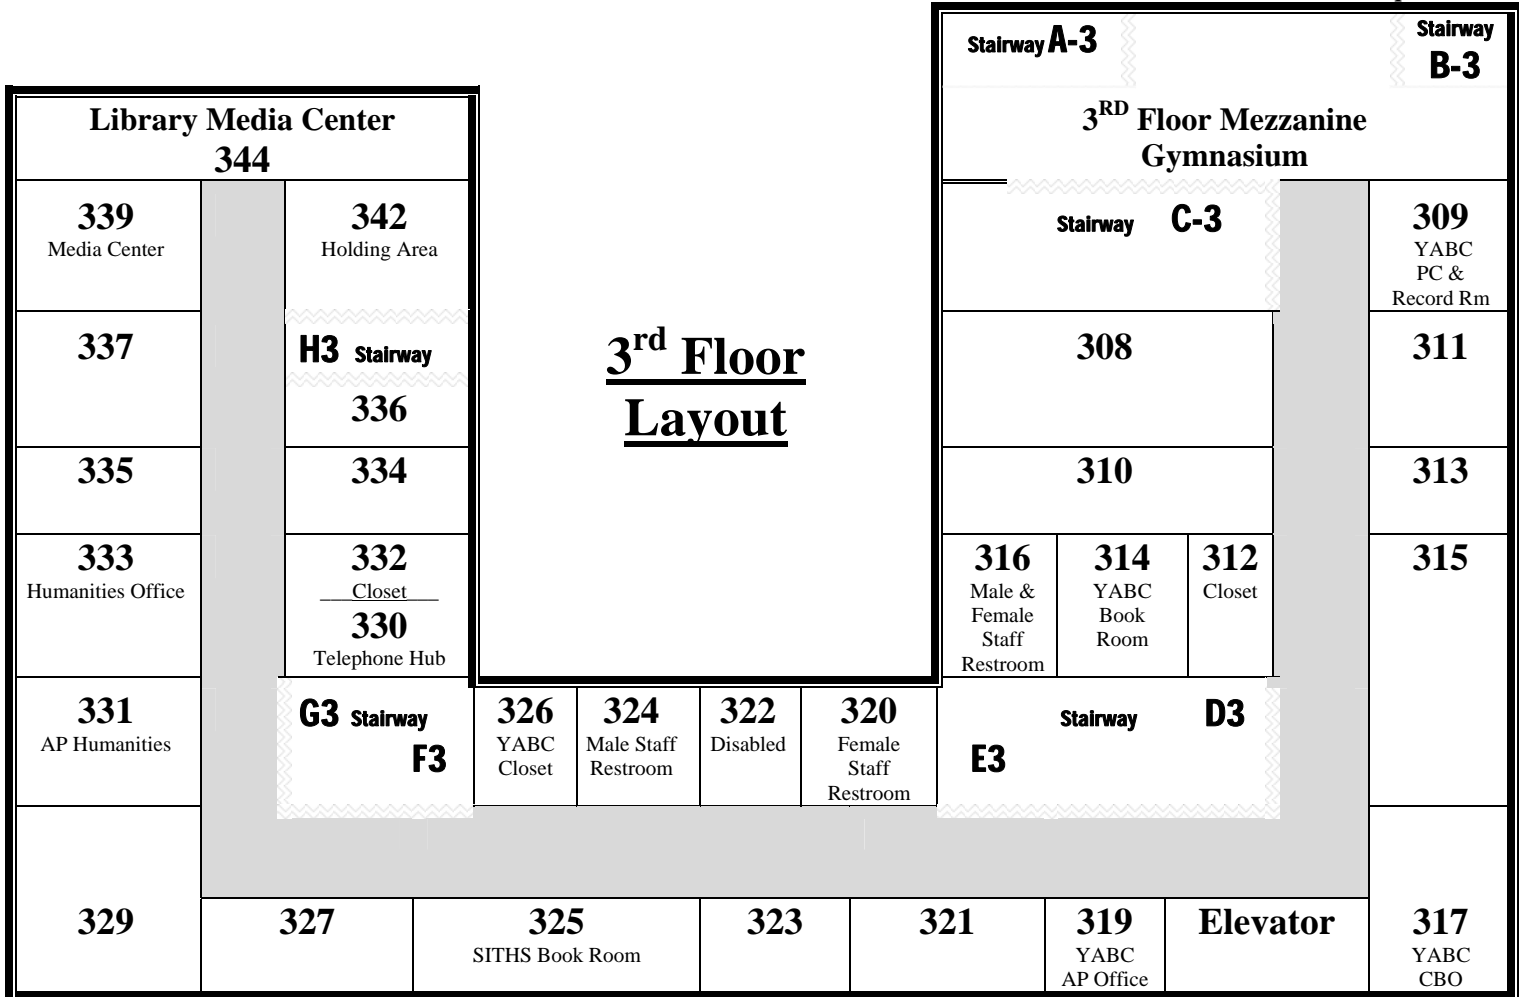 Stairway A-3
Stairway
B-3
Library Media Center
344
3RD Floor Mezzanine
Gymnasium
339
Media Center
342
Holding Area
Stairway C-3
309
YABC
PC &
Record Rm
337
H3 Stairway
336
3rd Floor
Layout
308
311
335
334
310
313
333
Humanities Office
332
Closet
330
Telephone Hub
316
Male &
Female
Staff
Restroom
314
YABC
Book
Room
312
Closet
315
331
AP Humanities
G3 Stairway
F3
326
YABC
Closet
324
Male Staff
Restroom
322
Disabled
320
Female
Staff
Restroom
Stairway D3
E3
329
327
325
SITHS Book Room
323
321
319
YABC
AP Office
Elevator
317
YABC
CBO